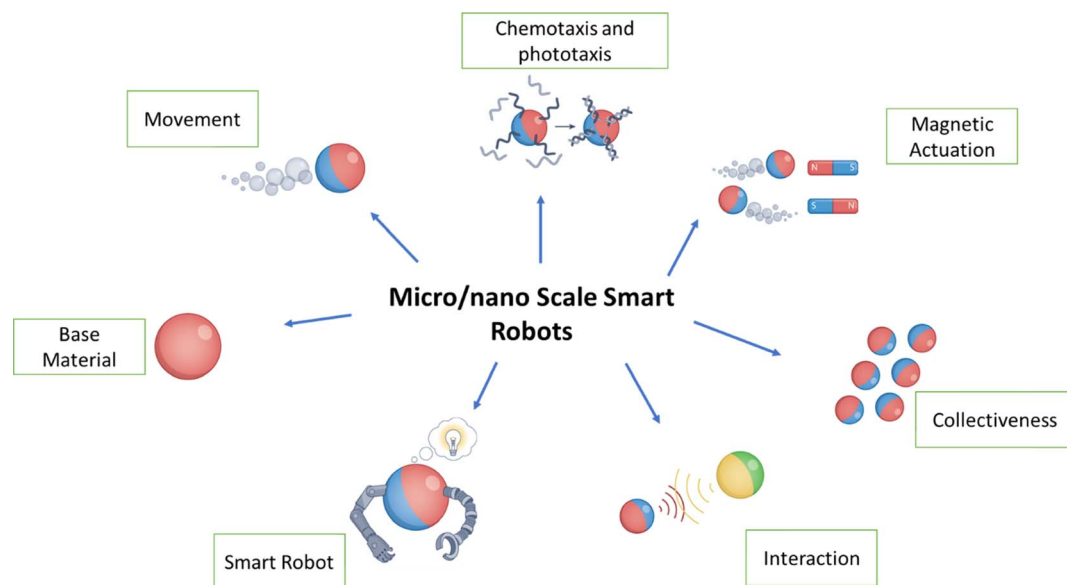 Chemotaxis and
phototaxis
Movement
Magnetic
Actuation
N S
S N
Micro/nano Scale Smart
Robots
Base
Material
Collectiveness
Smart Robot
Interaction